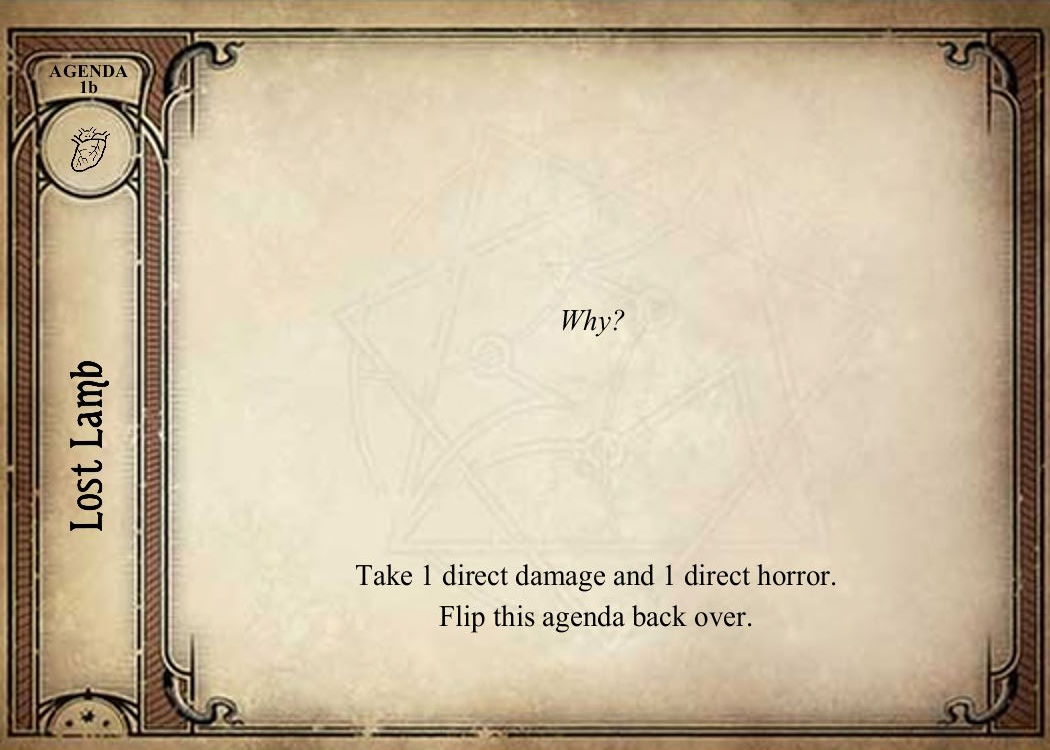 AGENDA
1b
Lost Lamb
Why?
Take 1 direct damage and 1 direct horror.
Flip this agenda back over.